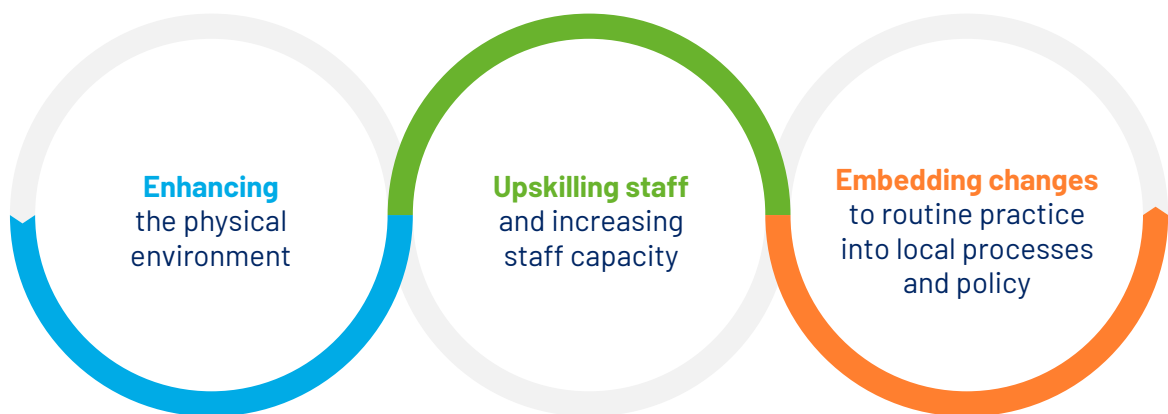 Enhancing
the physical
environment
Upskilling staff
and increasing
staff capacity
Embedding changes
to routine practice
into local processes
and policy